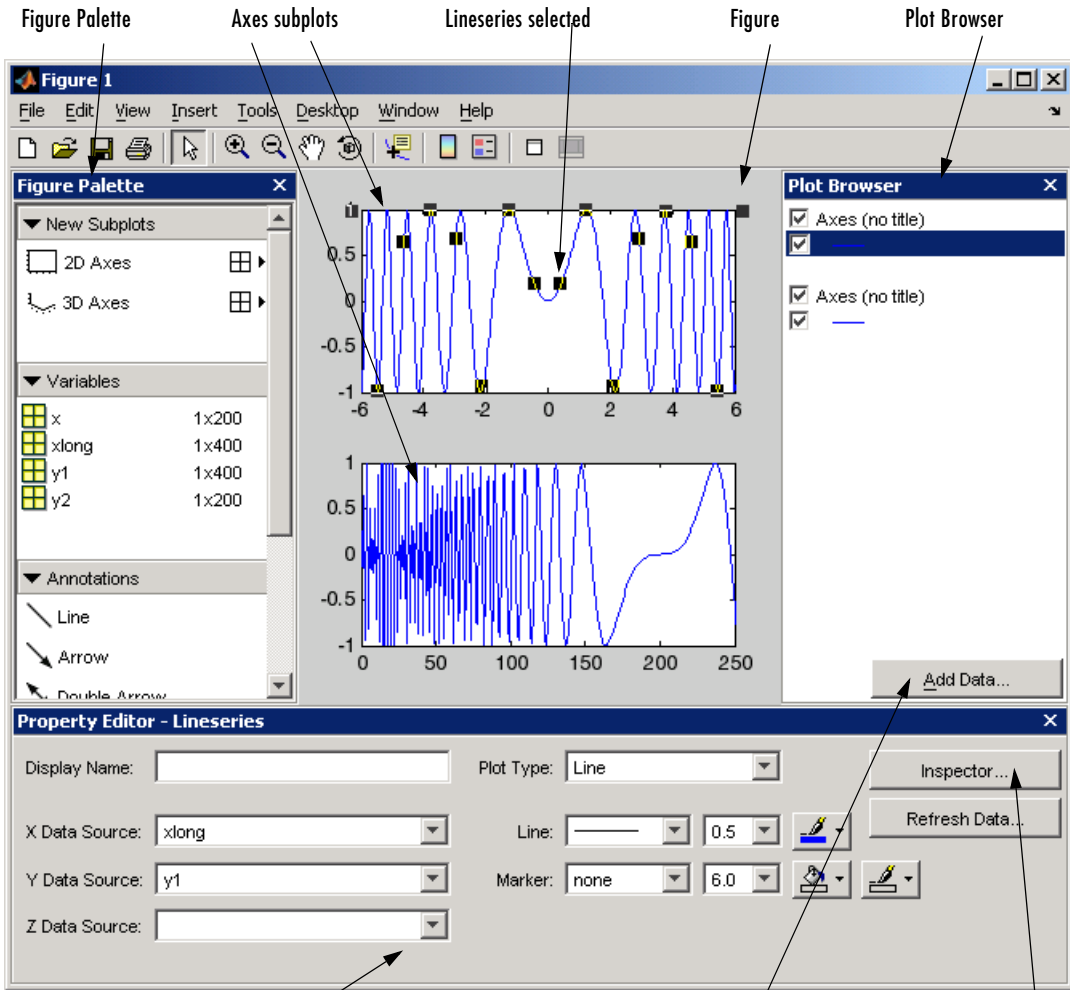 Figure Palette Axes subplots Lineseries selected Figure Plot Browser
Figure 1
File Edit View Insert Tools Desktop Window Help
Figure Palette
New Subplots
2D Axes
3D Axes
Variables
x 1x200
xlong 1x400
y1 1x400
y2 1x200
Annotations
Line
Arrow
Double Arrow
1
0.5
0
-0.5
-1
-6 -4 -2 0 2 4 6
1
0.5
0
-0.5
-1
0 50 100 150 200 250
Plot Browser
Axes (no title)
Axes (no title)
Add Data...
Property Editor - Lineseries
Display Name: Plot Type: Line Inspector...
X Data Source: xlong Line: 0.5 Refresh Data...
Y Data Source: y1 Marker: none 6.0
Z Data Source: